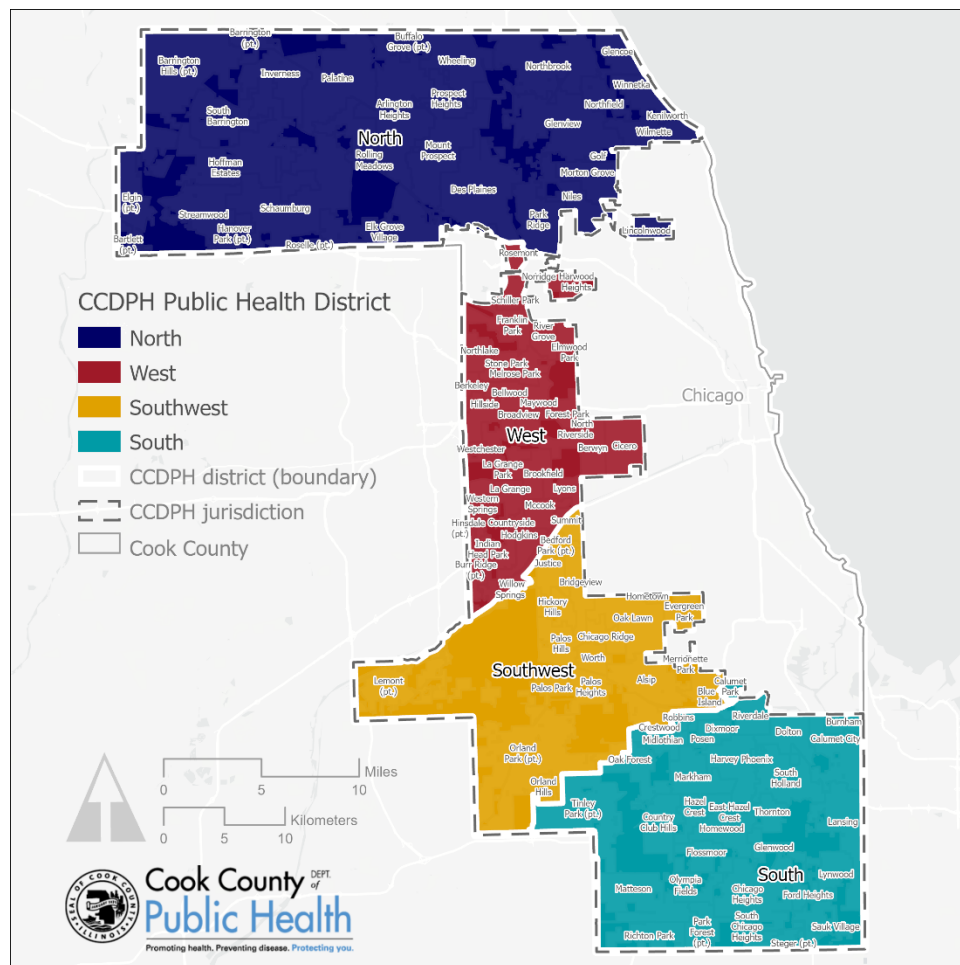 Barrington
(pt.)
Buffalo
Grove (pt.)
Glencoe
Barrington
Hills (pt.)
Wheeling
Northbrook
Inverness
Palatine
Winnetka
Prospect
Heights
Arlington
Heights
Northfield
South
Barrington
Kenilworth
Glenview
Wilmette
North
Mount
Prospect
Rolling
Meadows
Golf
Hoffman
Estates
Morton Grove
Des Plaines
Niles
Elgin
(pt.)
Schaumburg
Streamwood
Park
Ridge
Hanover
Park (pt.)
Elk Grove
Village
Lincolnwood
Bartlett
(pt.)
Roselle (pt.)
Rosemont
Norridge
Harwood
Heights
Schiller Park
CCDPH Public Health District
North
West
Southwest
South
CCDPH district (boundary)
CCDPH jurisdiction
Cook County
Franklin
Park
River
Grove
Elmwood
Park
Northlake
Stone Park
Melrose Park
Berkeley
Bellwood
Hillside
Maywood
Broadview
Forest Park
Chicago
North
Riverside
West
Westchester
Berwyn
Cicero
La Grange
Park
Brookfield
La Grange
Lyons
Western
Springs
Mccook
Hinsdale
(pt.)
Countryside
Summit
Hodgkins
Indian
Head Park
Bedford
Park (pt.)
Burr Ridge
(pt.)
Justice
Willow
Springs
Bridgeview
Hometown
Hickory
Hills
Evergreen
Park
Oak Lawn
Palos
Hills
Chicago Ridge
Worth
Merrionette
Park
Southwest
Lemont
(pt.)
Palos Park
Palos
Heights
Alsip
Calumet
Park
Blue
Island
Robbins
Riverdale
Burnham
Crestwood
Dixmoor
Dolton
Midlothian
Posen
Calumet City
Orland
Park (pt.)
Oak Forest
Harvey
Phoenix
Markham
South
Holland
Orland
Hills
Tinley
Park (pt.)
Hazel
Crest
East Hazel
Crest
Thornton
Country
Club Hills
Homewood
Lansing
Glenwood
Flossmoor
South
Lynwood
Matteson
Olympia
Fields
Chicago
Heights
Ford Heights
Park
Forest
(pt.)
South
Chicago
Heights
Sauk Village
Richton Park
Steger (pt.)
0 5 10 Miles
0 5 10 Kilometers
SEAL OF COOK COUNTY
ILLINOIS
Cook County DEPT. of
Public Health
Promoting health. Preventing disease. Protecting you.